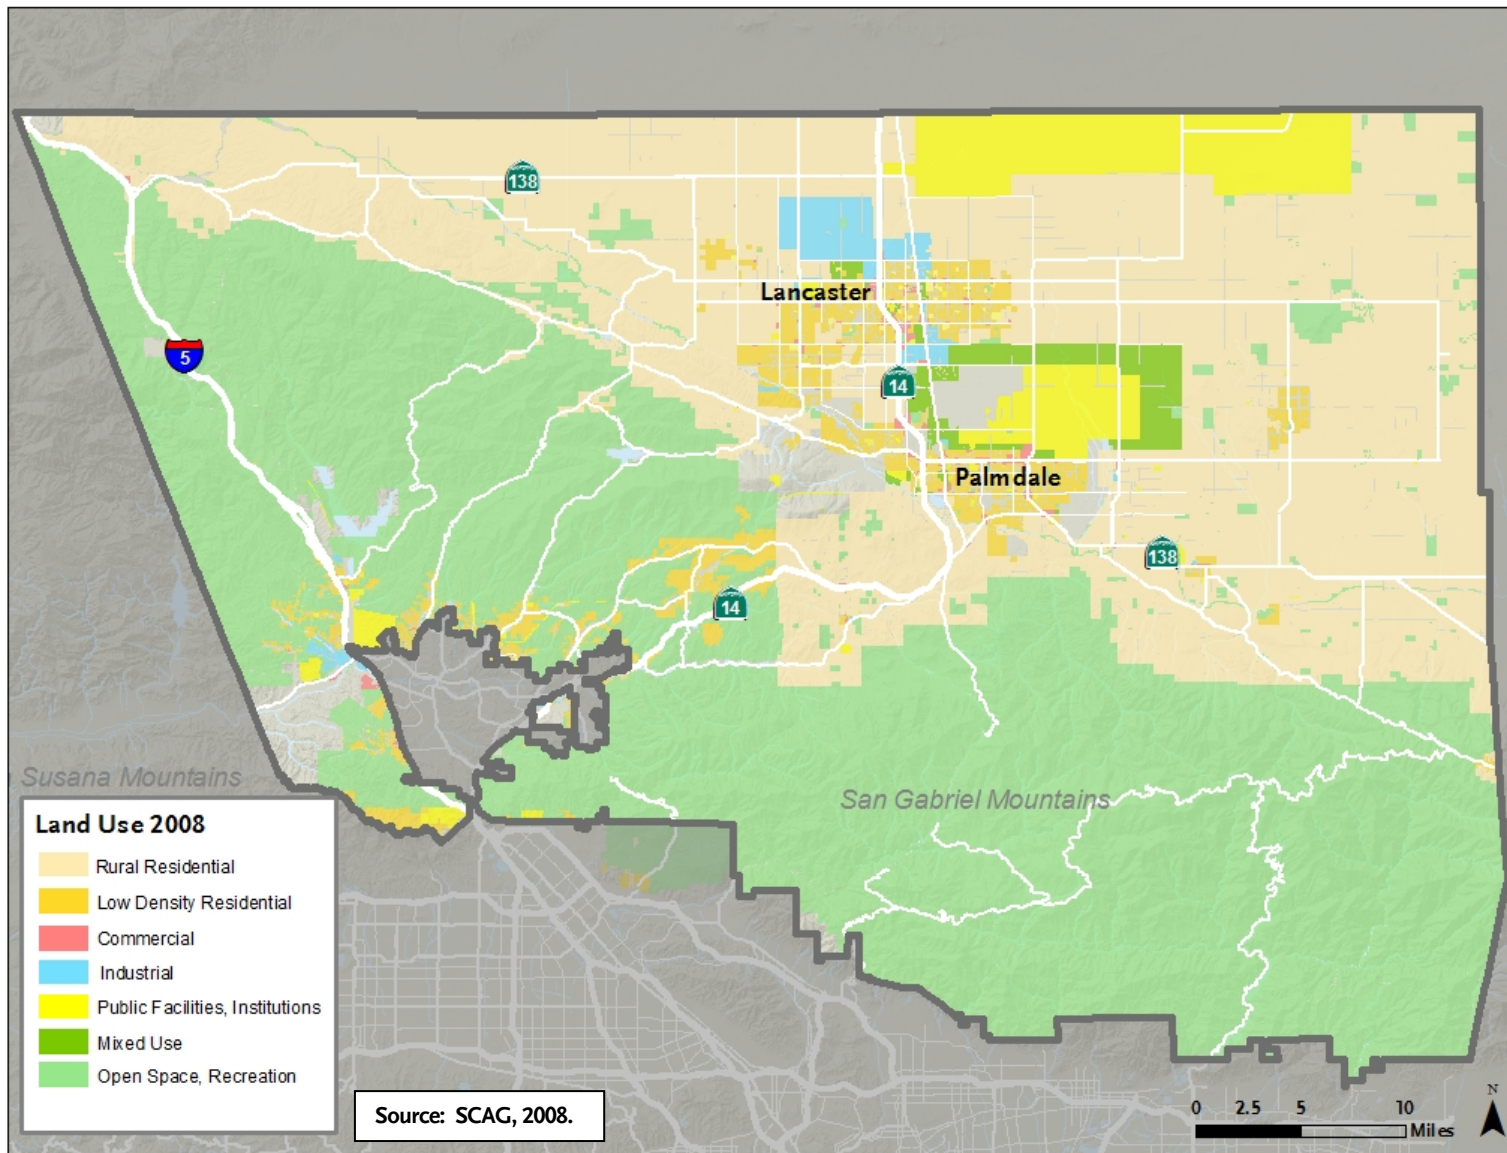 138
Lancaster
5
14
Palmdale
138
14
Susana Mountains
San Gabriel Mountains
Land Use 2008
Rural Residential
Low Density Residential
Commercial
Industrial
Public Facilities, Institutions
Mixed Use
Open Space, Recreation
Source: SCAG, 2008.
N
0 2.5 5 10
Miles